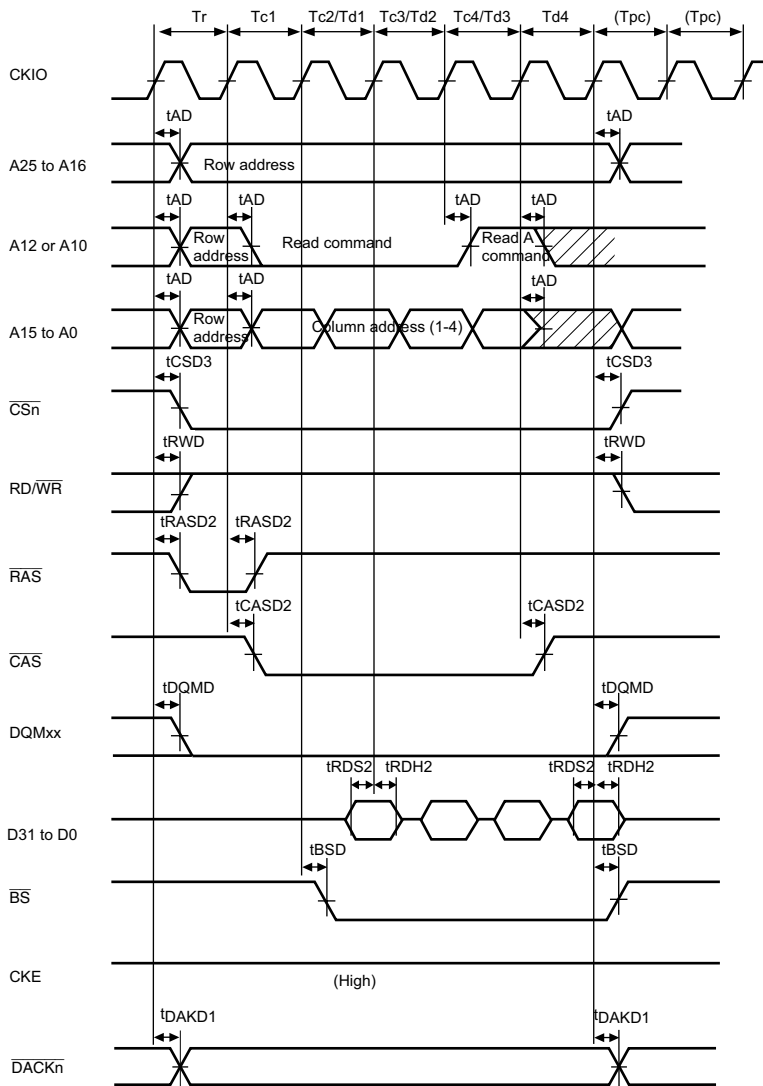 Tr Tc1 Tc2/Td1 Tc3/Td2 Tc4/Td3 Td4 (Tpc) (Tpc)
CKIO
tAD tAD
A25 to A16 Row address
tAD tAD tAD tAD
A12 or A10 Row address Read command Read A command
tAD tAD tAD
A15 to A0 Row address Column address (1-4)
tCSD3 tCSD3
CSn
tRWD tRWD
RD/WR
tRASD2 tRASD2
RAS
tCASD2 tCASD2
CAS
tDQMD tDQMD
DQMxx
tRDS2 tRDH2 tRDS2 tRDH2
D31 to D0
tBSD tBSD
BS
CKE (High)
tDAKD1 tDAKD1
DACKn